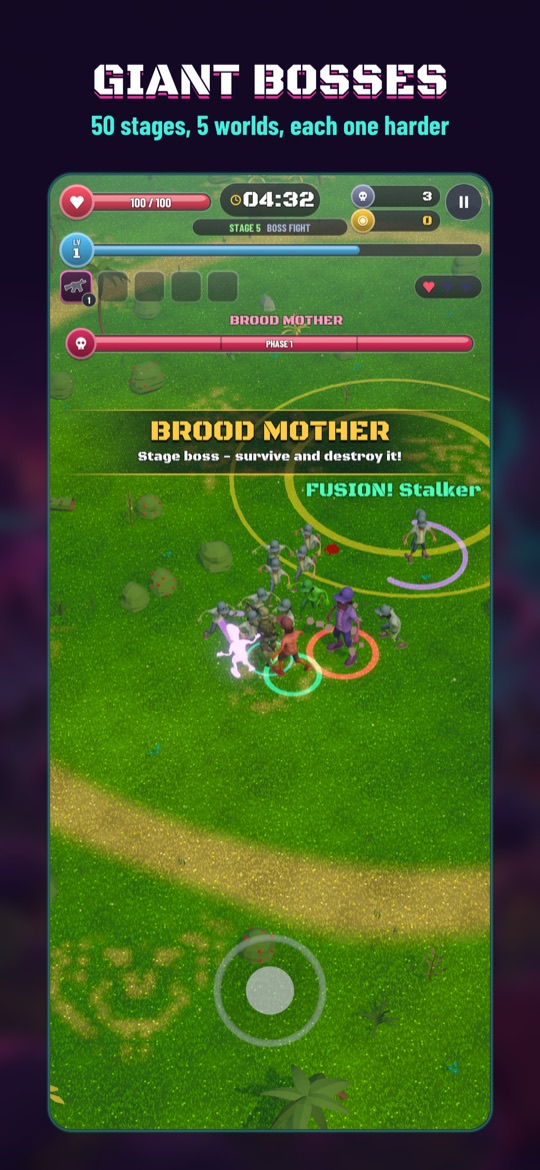 GIANT BOSSES
50 stages, 5 worlds, each one harder
100 / 100
04:32
3
0
STAGE 5 BOSS FIGHT
LV
1
1
BROOD MOTHER
PHASE 1
BROOD MOTHER
Stage boss - survive and destroy it!
FUSION! Stalker